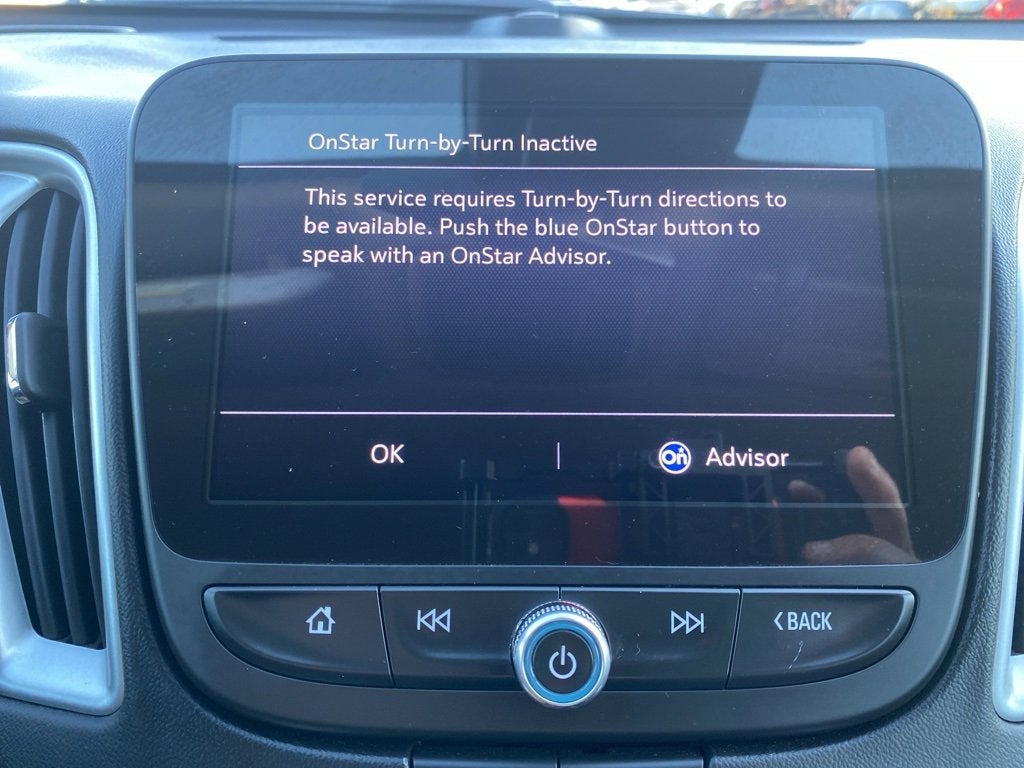 OnStar Turn-by-Turn Inactive
This service requires Turn-by-Turn directions to
be available. Push the blue OnStar button to
speak with an OnStar Advisor.
OK | On Advisor
<BACK